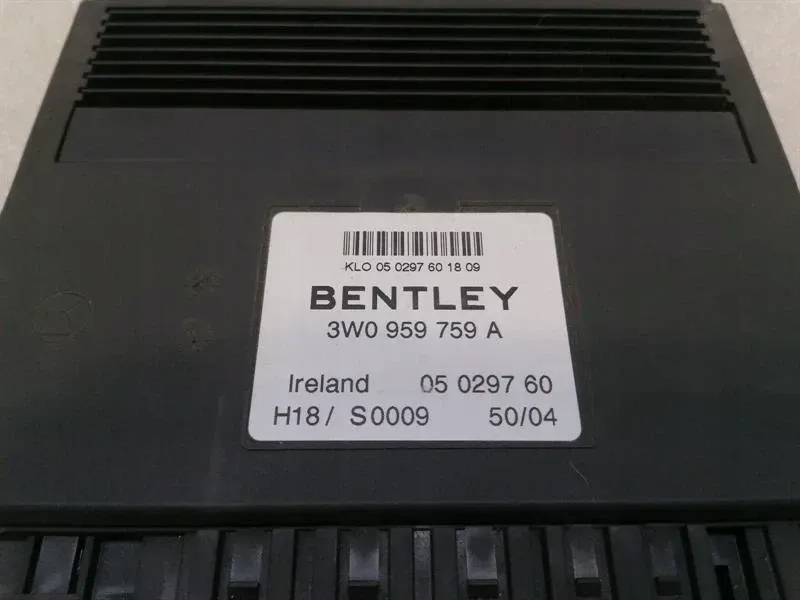 KLO 05 0297 60 18 09
BENTLEY
3W0 959 759 A
Ireland 05 0297 60
H18/ S0009 50/04